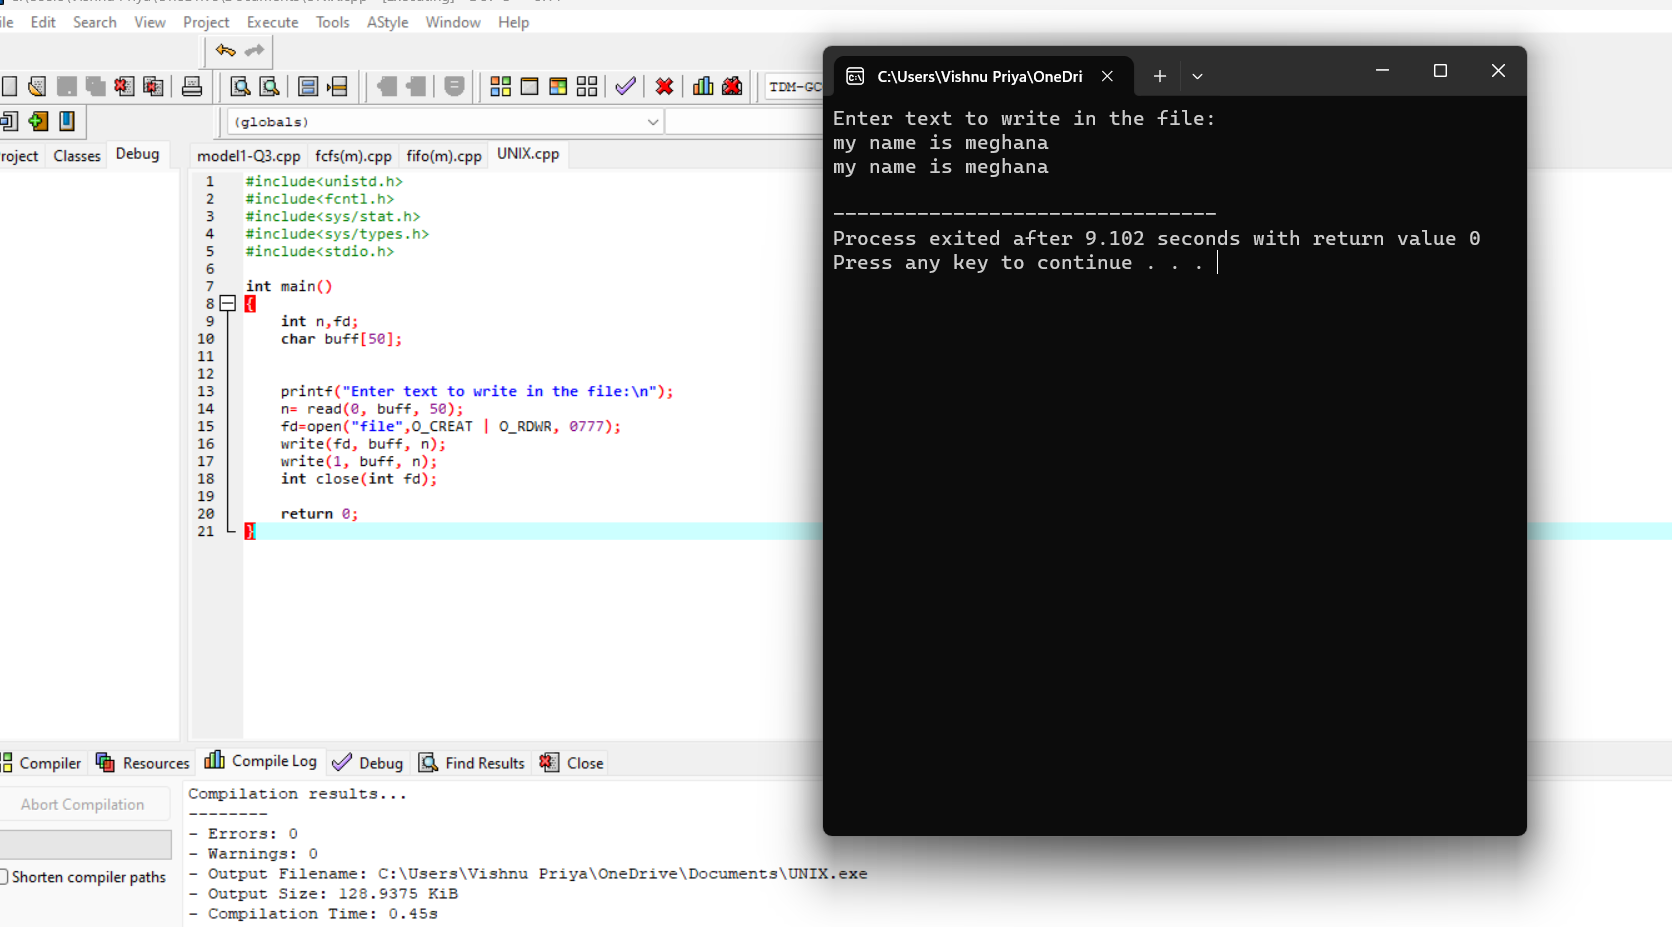 Edit Search View Project Execute Tools AStyle Window Help
TDM-GC
(globals)
Project Classes Debug
model1-Q3.cpp fcfs(m).cpp fifo(m).cpp UNIX.cpp
1 #include<unistd.h>
2 #include<fcntl.h>
3 #include<sys/stat.h>
4 #include<sys/types.h>
5 #include<stdio.h>
6
7 int main()
8 {
9 int n,fd;
10 char buff[50];
11
12
13 printf("Enter text to write in the file:\n");
14 n= read(0, buff, 50);
15 fd=open("file",O_CREAT | O_RDWR, 0777);
16 write(fd, buff, n);
17 write(1, buff, n);
18 int close(int fd);
19
20 return 0;
21 }
C:\Users\Vishnu Priya\OneDri
Enter text to write in the file:
my name is meghana
my name is meghana
--------------------------------
Process exited after 9.102 seconds with return value 0
Press any key to continue . . .
Compiler Resources Compile Log Debug Find Results Close
Abort Compilation
Shorten compiler paths
Compilation results...
--------
- Errors: 0
- Warnings: 0
- Output Filename: C:\Users\Vishnu Priya\OneDrive\Documents\UNIX.exe
- Output Size: 128.9375 KiB
- Compilation Time: 0.45s